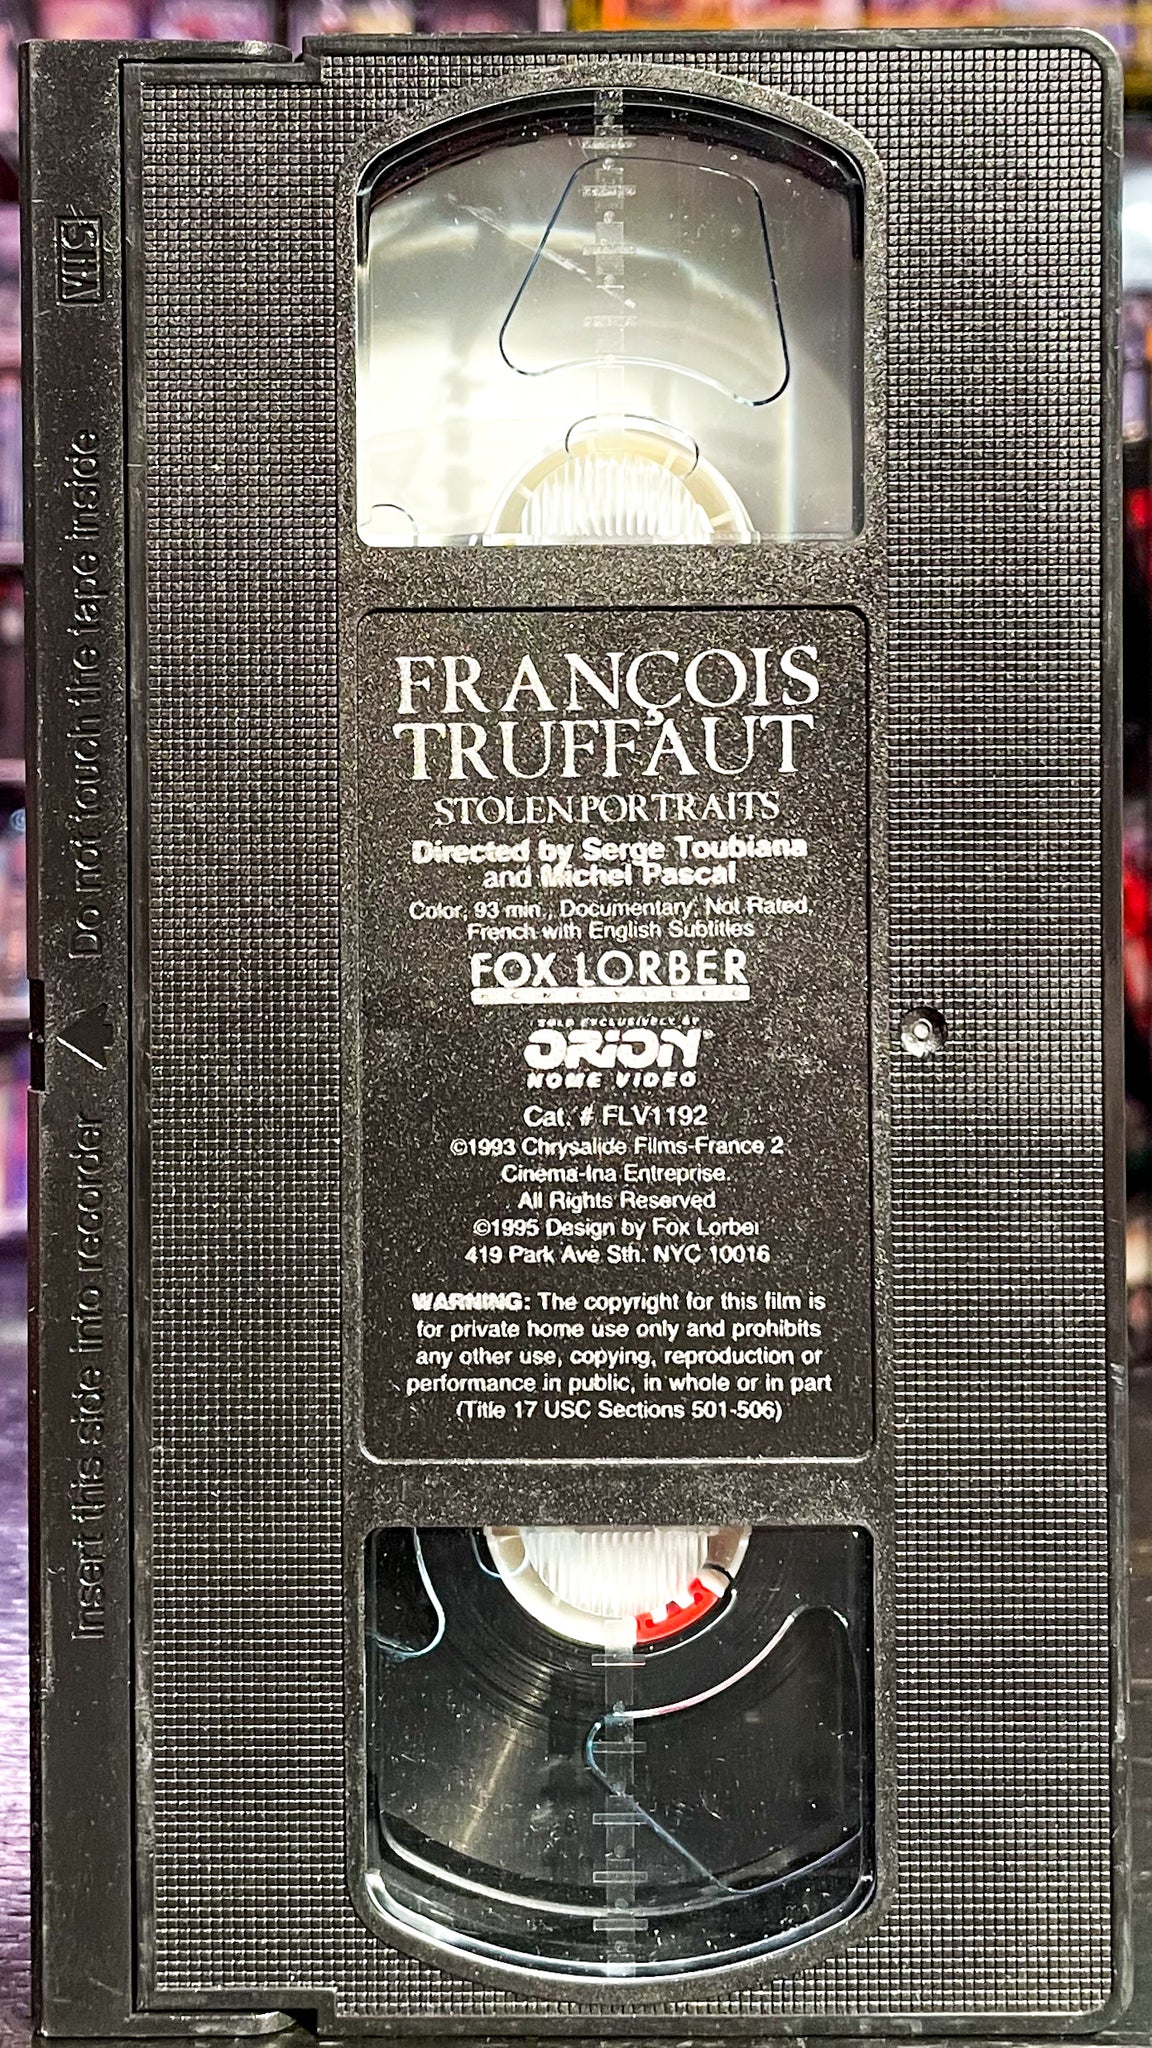 VHS
Do not touch the tape inside
Insert this side into recorder
FRANÇOIS
TRUFFAUT
STOLEN PORTRAITS
Directed by Serge Toubiana
and Michel Pascal
Color, 93 min., Documentary, Not Rated,
French with English Subtitles
FOX LORBER
HOME VIDEO
SOLD EXCLUSIVELY BY
ORION®
HOME VIDEO
Cat. # FLV1192
©1993 Chrysalide Films-France 2
Cinema-Ina Entreprise.
All Rights Reserved
©1995 Design by Fox Lorber
419 Park Ave Sth. NYC 10016
WARNING: The copyright for this film is
for private home use only and prohibits
any other use, copying, reproduction or
performance in public, in whole or in part
(Title 17 USC Sections 501-506)